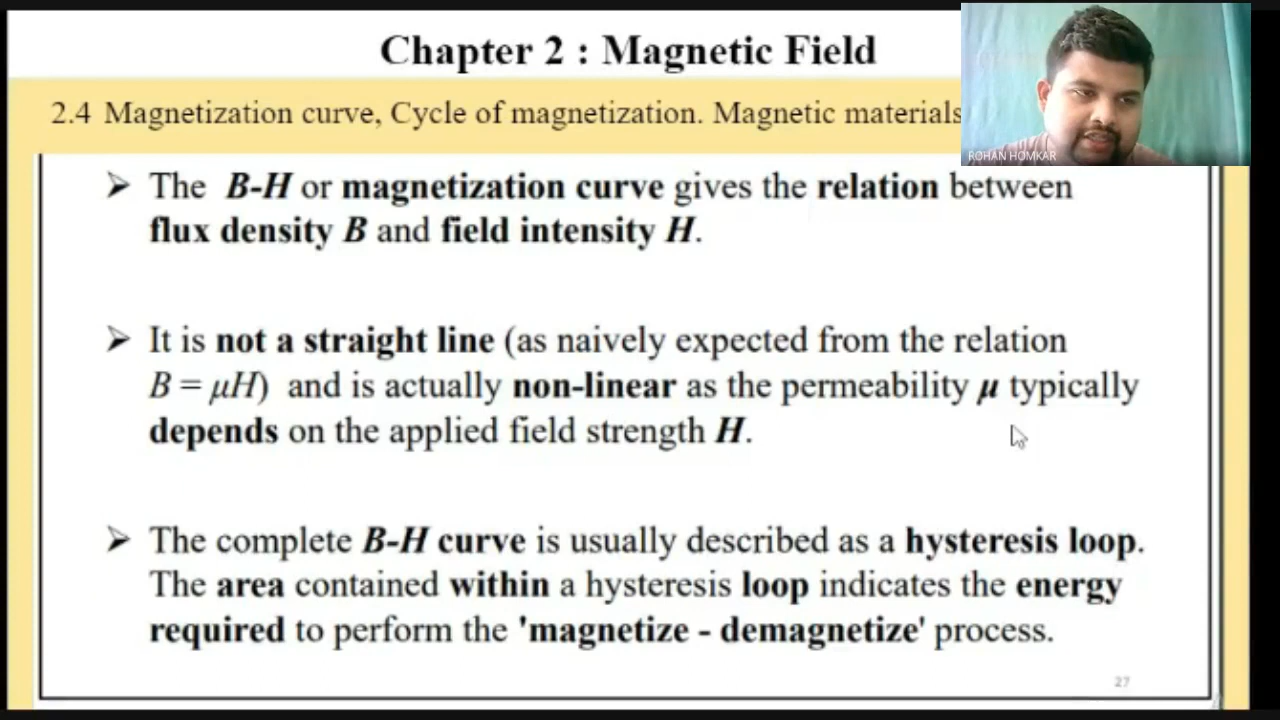 Chapter 2 : Magnetic Field
2.4 Magnetization curve, Cycle of magnetization. Magnetic materials
ROHAN HOMKAR
➢ The B-H or magnetization curve gives the relation between
flux density B and field intensity H.
➢ It is not a straight line (as naively expected from the relation
B = μH) and is actually non-linear as the permeability μ typically
depends on the applied field strength H.
➢ The complete B-H curve is usually described as a hysteresis loop.
The area contained within a hysteresis loop indicates the energy
required to perform the 'magnetize - demagnetize' process.
27